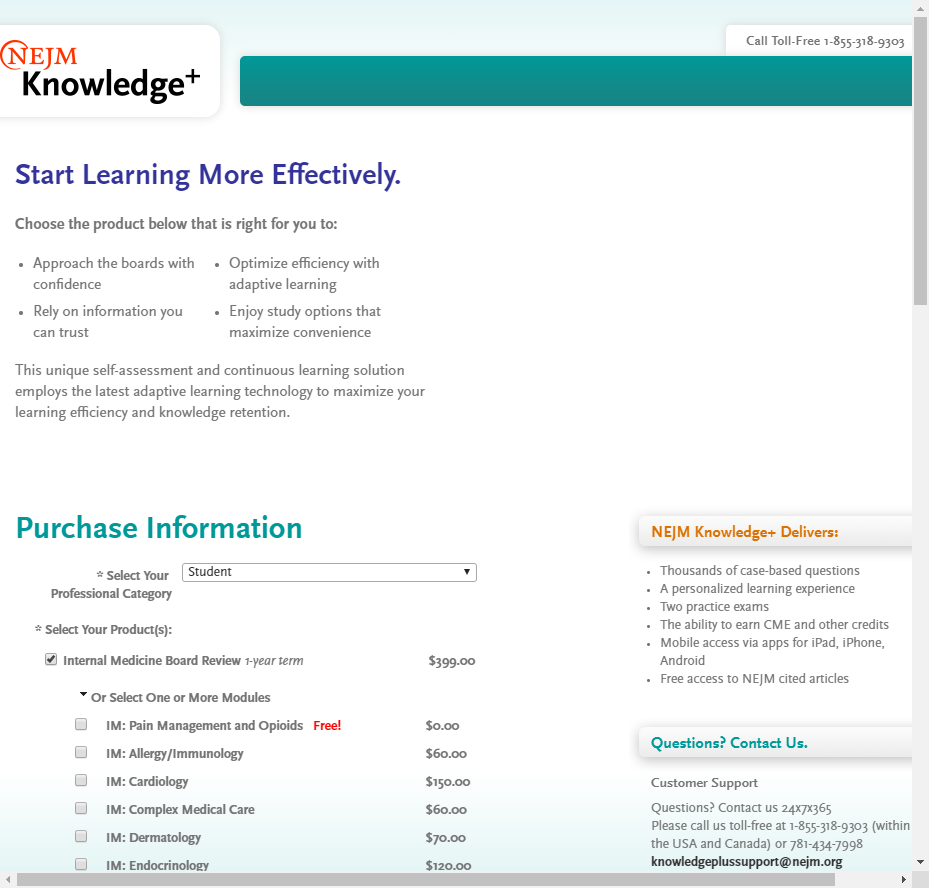 Call Toll-Free 1-855-318-9303
NEJM
Knowledge+
Start Learning More Effectively.
Choose the product below that is right for you to:
• Approach the boards with confidence
• Optimize efficiency with adaptive learning
• Rely on information you can trust
• Enjoy study options that maximize convenience
This unique self-assessment and continuous learning solution
employs the latest adaptive learning technology to maximize your
learning efficiency and knowledge retention.
Purchase Information
* Select Your
Professional Category
Student
* Select Your Product(s):
Internal Medicine Board Review 1-year term $399.00
Or Select One or More Modules
IM: Pain Management and Opioids Free! $0.00
IM: Allergy/Immunology $60.00
IM: Cardiology $150.00
IM: Complex Medical Care $60.00
IM: Dermatology $70.00
IM: Endocrinology $120.00
NEJM Knowledge+ Delivers:
• Thousands of case-based questions
• A personalized learning experience
• Two practice exams
• The ability to earn CME and other credits
• Mobile access via apps for iPad, iPhone,
Android
• Free access to NEJM cited articles
Questions? Contact Us.
Customer Support
Questions? Contact us 24x7x365
Please call us toll-free at 1-855-318-9303 (within
the USA and Canada) or 781-434-7998
knowledgeplussupport@nejm.org